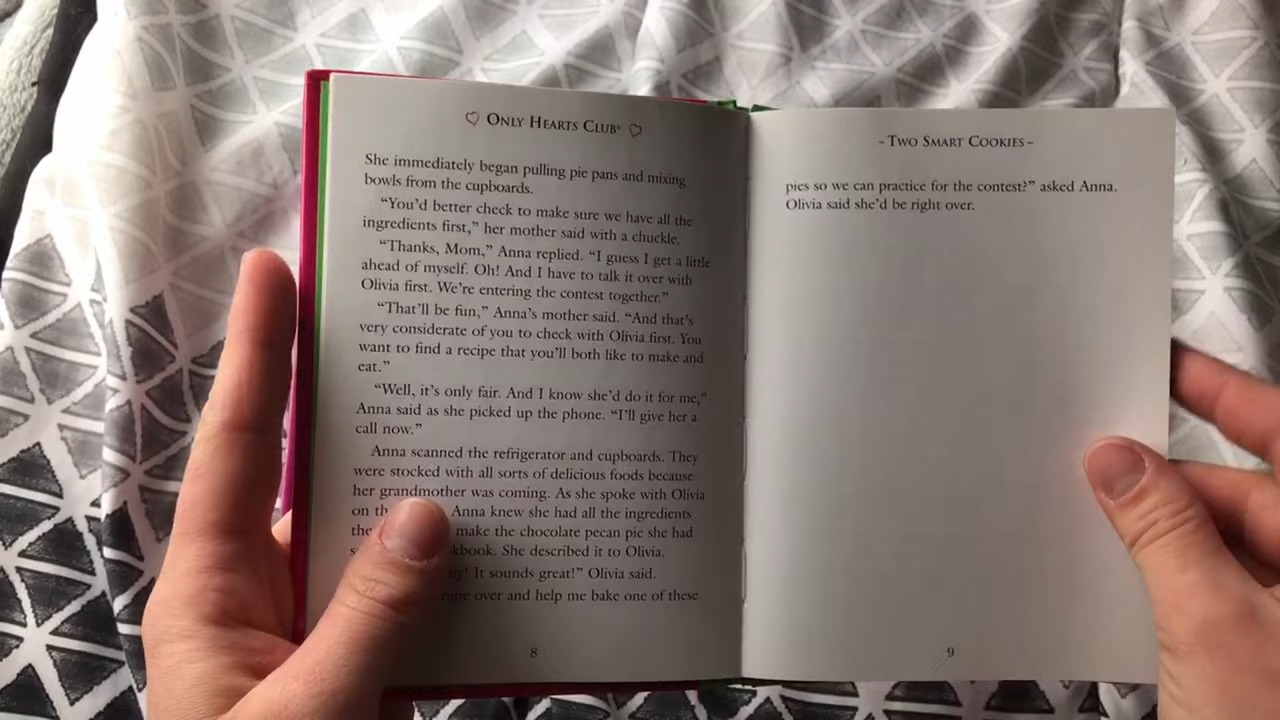 ♡ ONLY HEARTS CLUB® ♡
She immediately began pulling pie pans and mixing
bowls from the cupboards.
“You’d better check to make sure we have all the
ingredients first,” her mother said with a chuckle.
“Thanks, Mom,” Anna replied. “I guess I get a little
ahead of myself. Oh! And I have to talk it over with
Olivia first. We’re entering the contest together.”
“That’ll be fun,” Anna’s mother said. “And that’s
very considerate of you to check with Olivia first. You
want to find a recipe that you’ll both like to make and
eat.”
“Well, it’s only fair. And I know she’d do it for me,”
Anna said as she picked up the phone. “I’ll give her a
call now.”
Anna scanned the refrigerator and cupboards. They
were stocked with all sorts of delicious foods because
her grandmother was coming. As she spoke with Olivia
on Anna knew she had all the ingredients
make the chocolate pecan pie she had
She described it to Olivia.
It sounds great!” Olivia said.
over and help me bake one of these
8
~ TWO SMART COOKIES ~
pies so we can practice for the contest?” asked Anna.
Olivia said she’d be right over.
9